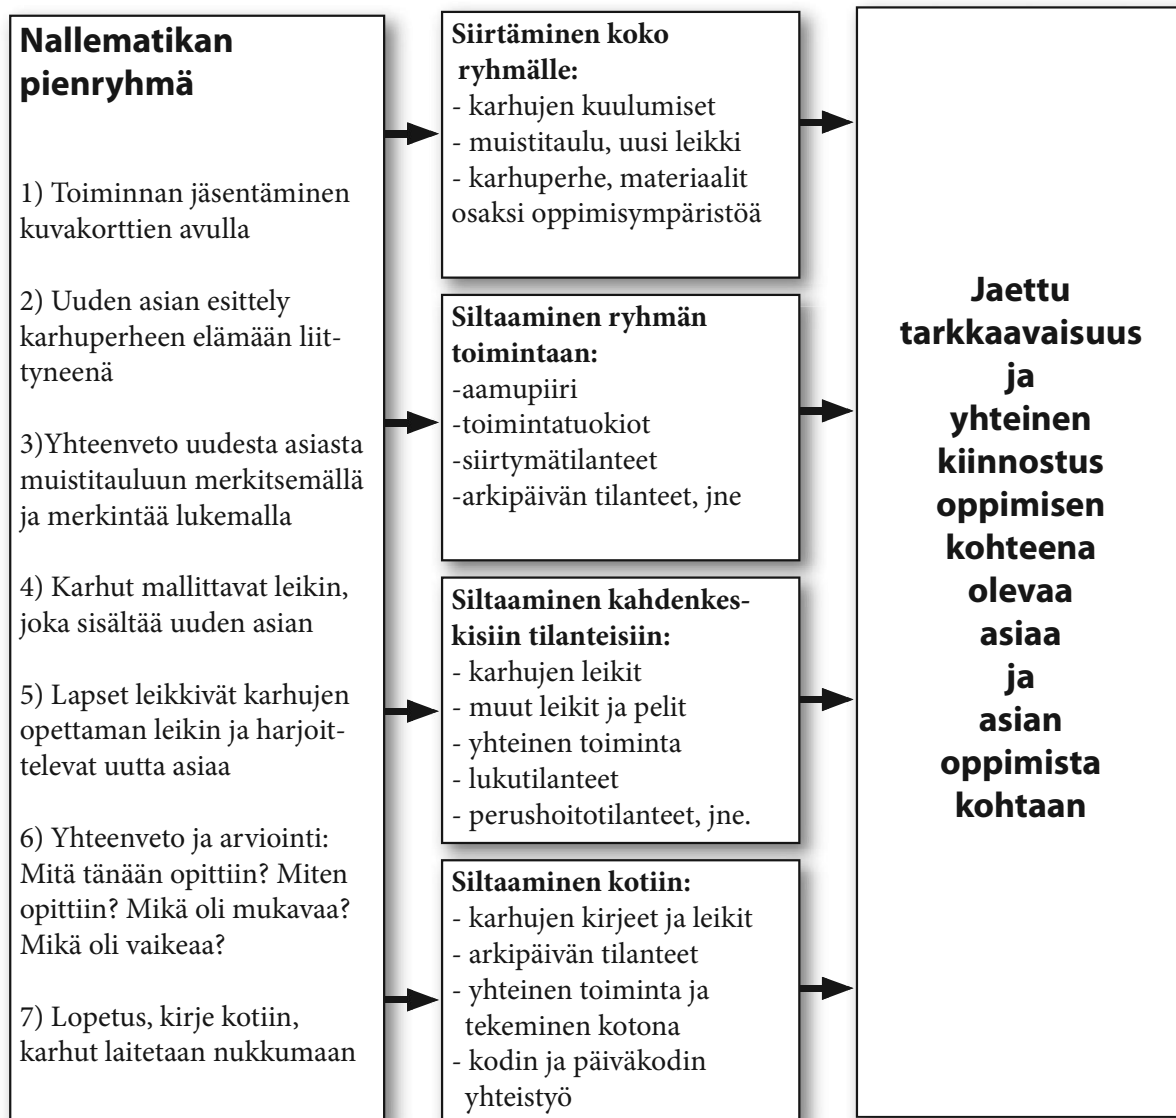 Nallematikan
pienryhmä
1) Toiminnan jäsentäminen
kuvakorttien avulla
2) Uuden asian esittely
karhuperheen elämään liit-
tyneenä
3)Yhteenveto uudesta asiasta
muistitauluun merkitsemällä
ja merkintää lukemalla
4) Karhut mallittavat leikin,
joka sisältää uuden asian
5) Lapset leikkivät karhujen
opettaman leikin ja harjoit-
televat uutta asiaa
6) Yhteenveto ja arviointi:
Mitä tänään opittiin? Miten
opittiin? Mikä oli mukavaa?
Mikä oli vaikeaa?
7) Lopetus, kirje kotiin,
karhut laitetaan nukkumaan
Siirtäminen koko
ryhmälle:
- karhujen kuulumiset
- muistitaulu, uusi leikki
- karhuperhe, materiaalit
osaksi oppimisympäristöä
Siltaaminen ryhmän
toimintaan:
-aamupiiri
-toimintatuokiot
-siirtymätilanteet
-arkipäivän tilanteet, jne
Siltaaminen kahdenkes-
kisiin tilanteisiin:
- karhujen leikit
- muut leikit ja pelit
- yhteinen toiminta
- lukutilanteet
- perushoitotilanteet, jne.
Siltaaminen kotiin:
- karhujen kirjeet ja leikit
- arkipäivän tilanteet
- yhteinen toiminta ja
tekeminen kotona
- kodin ja päiväkodin
yhteistyö
Jaettu
tarkkaavaisuus
ja
yhteinen
kiinnostus
oppimisen
kohteena
olevaa
asiaa
ja
asian
oppimista
kohtaan